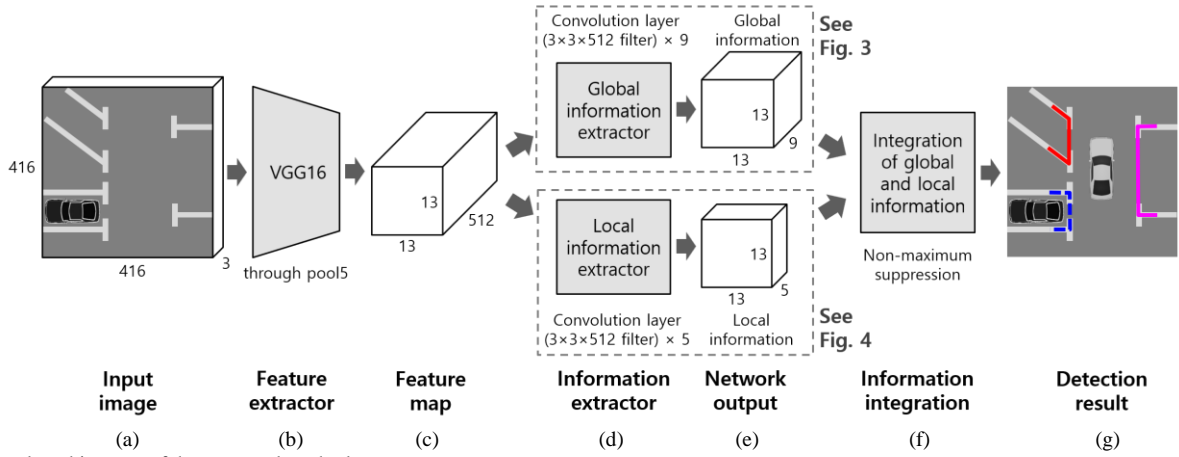 Convolution layer
(3×3×512 filter) × 9
Global
information
See
Fig. 3
Global
information
extractor
13
13
9
416
416
3
VGG16
through pool5
13
13
512
Integration
of global
and local
information
Non-maximum
suppression
Local
information
extractor
13
13
5
Convolution layer
(3×3×512 filter) × 5
Local
information
See
Fig. 4
Input
image
Feature
extractor
Feature
map
Information
extractor
Network
output
Information
integration
Detection
result
(a)
(b)
(c)
(d)
(e)
(f)
(g)